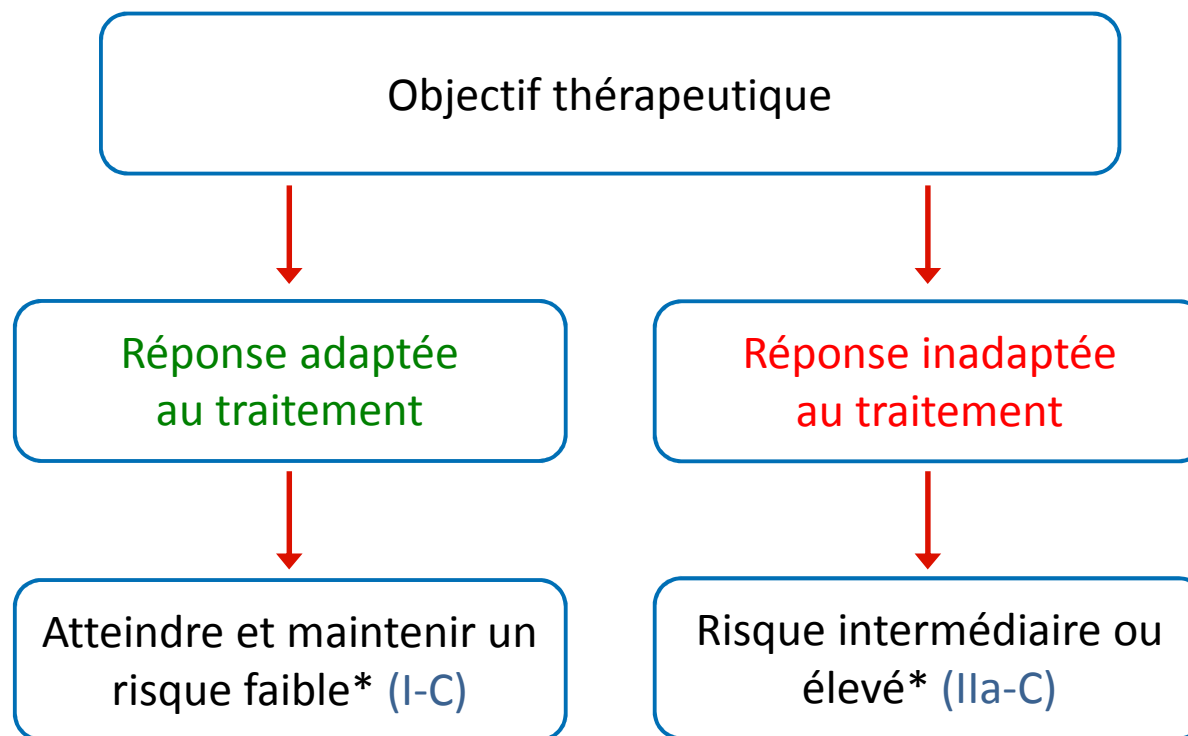 Objectif thérapeutique
Réponse adaptée
au traitement
Réponse inadaptée
au traitement
Atteindre et maintenir un
risque faible* (I-C)
Risque intermédiaire ou
élevé* (IIa-C)